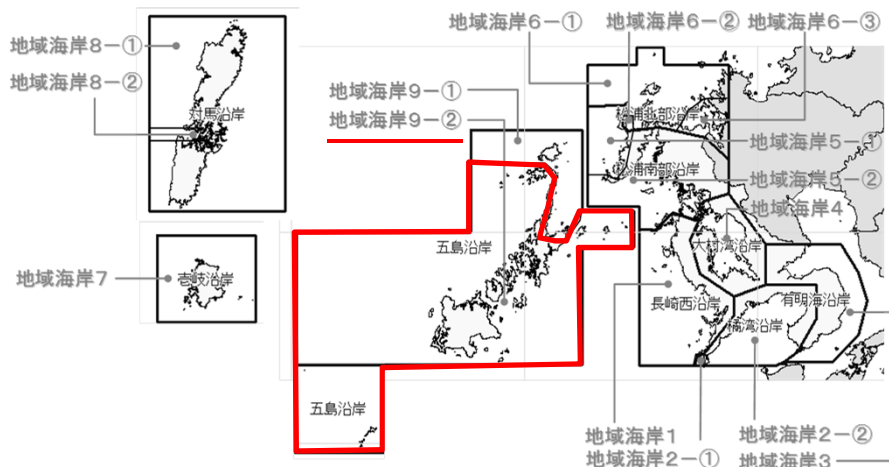 地域海岸6－①
地域海岸6－②
地域海岸6－③
地域海岸8－①
地域海岸8－②
対馬沿岸
地域海岸9－①
地域海岸9－②
松浦北部沿岸
地域海岸5－①
松浦南部沿岸
地域海岸5－②
地域海岸4
大村湾沿岸
五島沿岸
地域海岸7
壱岐沿岸
長崎西沿岸
有明海沿岸
橘湾沿岸
五島沿岸
地域海岸1
地域海岸2－②
地域海岸2－①
地域海岸3